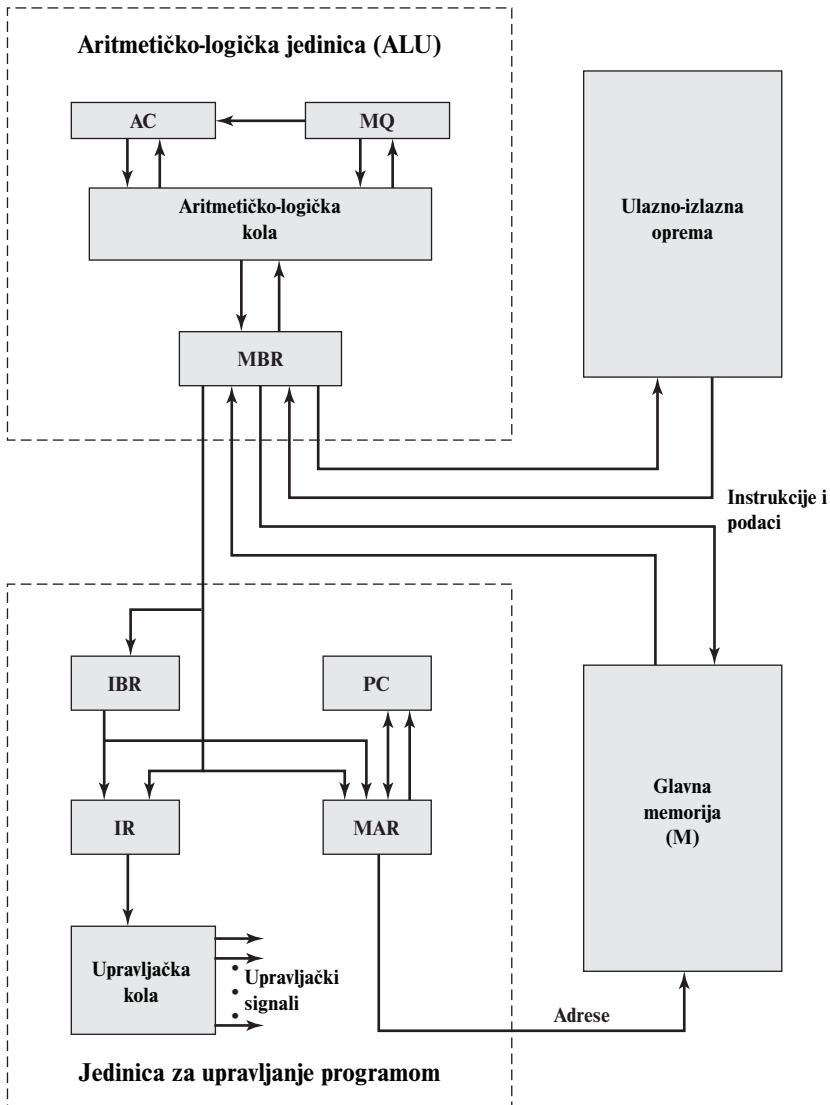 Aritmetičko-logička jedinica (ALU)
AC
MQ
Aritmetičko-logička
kola
Ulazno-izlazna
oprema
MBR
Instrukcije i
podaci
IBR
PC
IR
MAR
Glavna
memorija
(M)
Upravljačka
kola
Upravljački
signali
Adrese
Jedinica za upravljanje programom